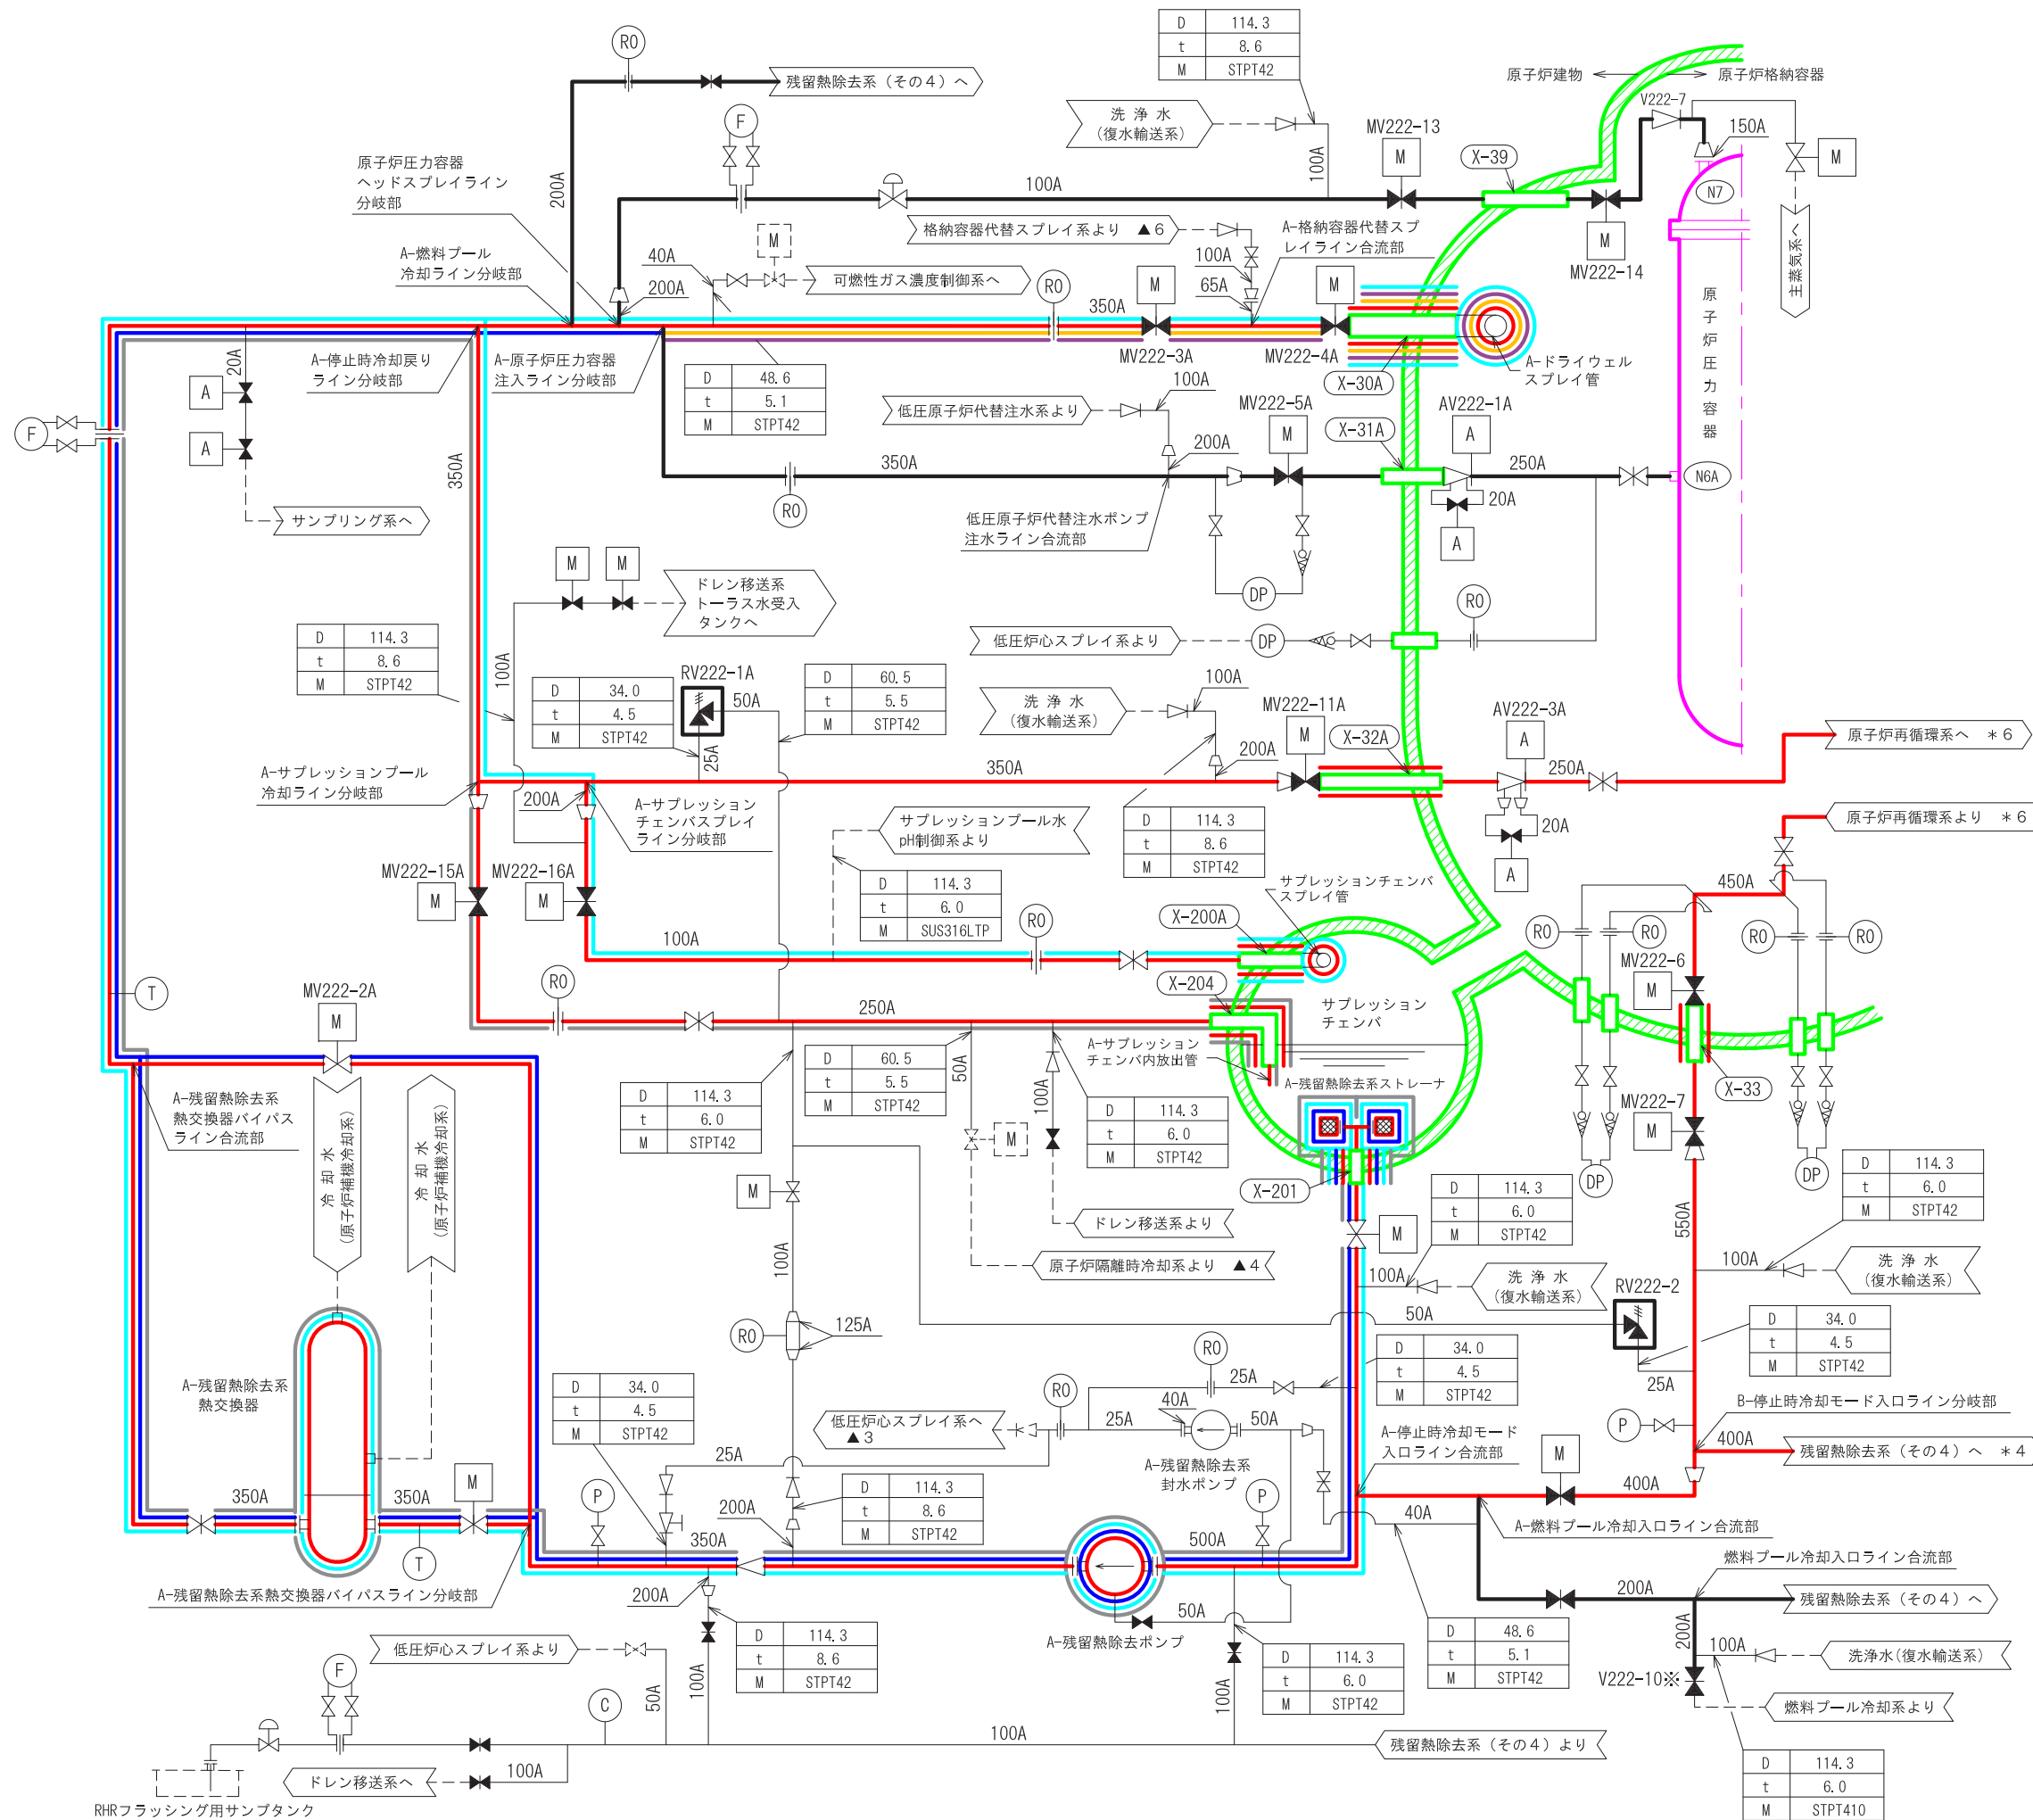 RO
残留熱除去系(その4)へ
D 114.3
t 8.6
M STPT42
原子炉建物
原子炉格納容器
V222-7
150A
M
洗浄水
(復水輸送系)
100A
MV222-13
M
X-39
N7
主蒸気系へ
F
原子炉圧力容器
ヘッドスプレイライン
分岐部
200A
100A
M
MV222-14
格納容器代替スプレイ系より ▲6
A-格納容器代替スプ
レイライン合流部
A-燃料プール
冷却ライン分岐部
40A
M
可燃性ガス濃度制御系へ
100A
65A
200A
RO
350A
M
M
MV222-3A
MV222-4A
原子炉圧力容器
A-ドライウェル
スプレイ管
X-30A
20A
A
A
F
A-停止時冷却戻り
ライン分岐部
A-原子炉圧力容器
注入ライン分岐部
D 48.6
t 5.1
M STPT42
低圧原子炉代替注水系より
100A
200A
MV222-5A
M
X-31A
AV222-1A
A
250A
N6A
20A
A
350A
350A
RO
サンプリング系へ
低圧原子炉代替注水ポンプ
注水ライン合流部
M
M
ドレン移送系
トーラス水受入
タンクへ
DP
RO
低圧炉心スプレイ系より
DP
D 114.3
t 8.6
M STPT42
100A
D 34.0
t 4.5
M STPT42
RV222-1A
50A
25A
D 60.5
t 5.5
M STPT42
洗浄水
(復水輸送系)
100A
200A
MV222-11A
M
X-32A
AV222-3A
A
250A
原子炉再循環系へ *6
A-サプレッションプール
冷却ライン分岐部
350A
200A
A-サプレッション
チェンバスプレイ
ライン分岐部
サプレッションプール水
pH制御系より
D 114.3
t 8.6
M STPT42
20A
A
原子炉再循環系より *6
MV222-15A
M
MV222-16A
M
D 114.3
t 6.0
M SUS316LTP
サプレッションチェンバ
スプレイ管
450A
X-200A
RO
RO
RO
RO
RO
100A
MV222-6
M
X-204
サプレッション
チェンバ
T
MV222-2A
M
RO
250A
A-サプレッション
チェンバ内放出管
A-残留熱除去系ストレーナ
X-33
A-残留熱除去系
熱交換器バイパス
ライン合流部
冷却水
(原子炉補機冷却系)
冷却水
(原子炉補機冷却系)
D 114.3
t 6.0
M STPT42
D 60.5
t 5.5
M STPT42
50A
M
100A
D 114.3
t 6.0
M STPT42
MV222-7
M
DP
DP
D 114.3
t 6.0
M STPT42
X-201
D 114.3
t 6.0
M STPT42
M
ドレン移送系より
M
550A
100A
原子炉隔離時冷却系より ▲4
100A
洗浄水
(復水輸送系)
100A
洗浄水
(復水輸送系)
RV222-2
50A
RO
125A
D 34.0
t 4.5
M STPT42
25A
D 34.0
t 4.5
M STPT42
A-残留熱除去系
熱交換器
D 34.0
t 4.5
M STPT42
RO
25A
RO
40A
25A
50A
低圧炉心スプレイ系へ
▲3
A-残留熱除去系
封水ポンプ
A-停止時冷却モード
入口ライン合流部
B-停止時冷却モード入口ライン分岐部
P
400A
残留熱除去系(その4)へ *4
M
400A
25A
350A
350A
M
T
P
200A
D 114.3
t 8.6
M STPT42
P
40A
A-燃料プール冷却入口ライン合流部
350A
500A
A-残留熱除去系熱交換器バイパスライン分岐部
200A
燃料プール冷却入口ライン合流部
200A
残留熱除去系(その4)へ
50A
A-残留熱除去ポンプ
D 114.3
t 8.6
M STPT42
低圧炉心スプレイ系より
F
C
50A
100A
100A
D 114.3
t 6.0
M STPT42
D 48.6
t 5.1
M STPT42
200A
100A
洗浄水(復水輸送系)
V222-10※
燃料プール冷却系より
100A
残留熱除去系(その4)より
ドレン移送系へ
100A
D 114.3
t 6.0
M STPT410
RHRフラッシング用サンプタンク